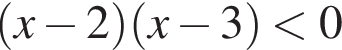 (x − 2)(x − 3) < 0